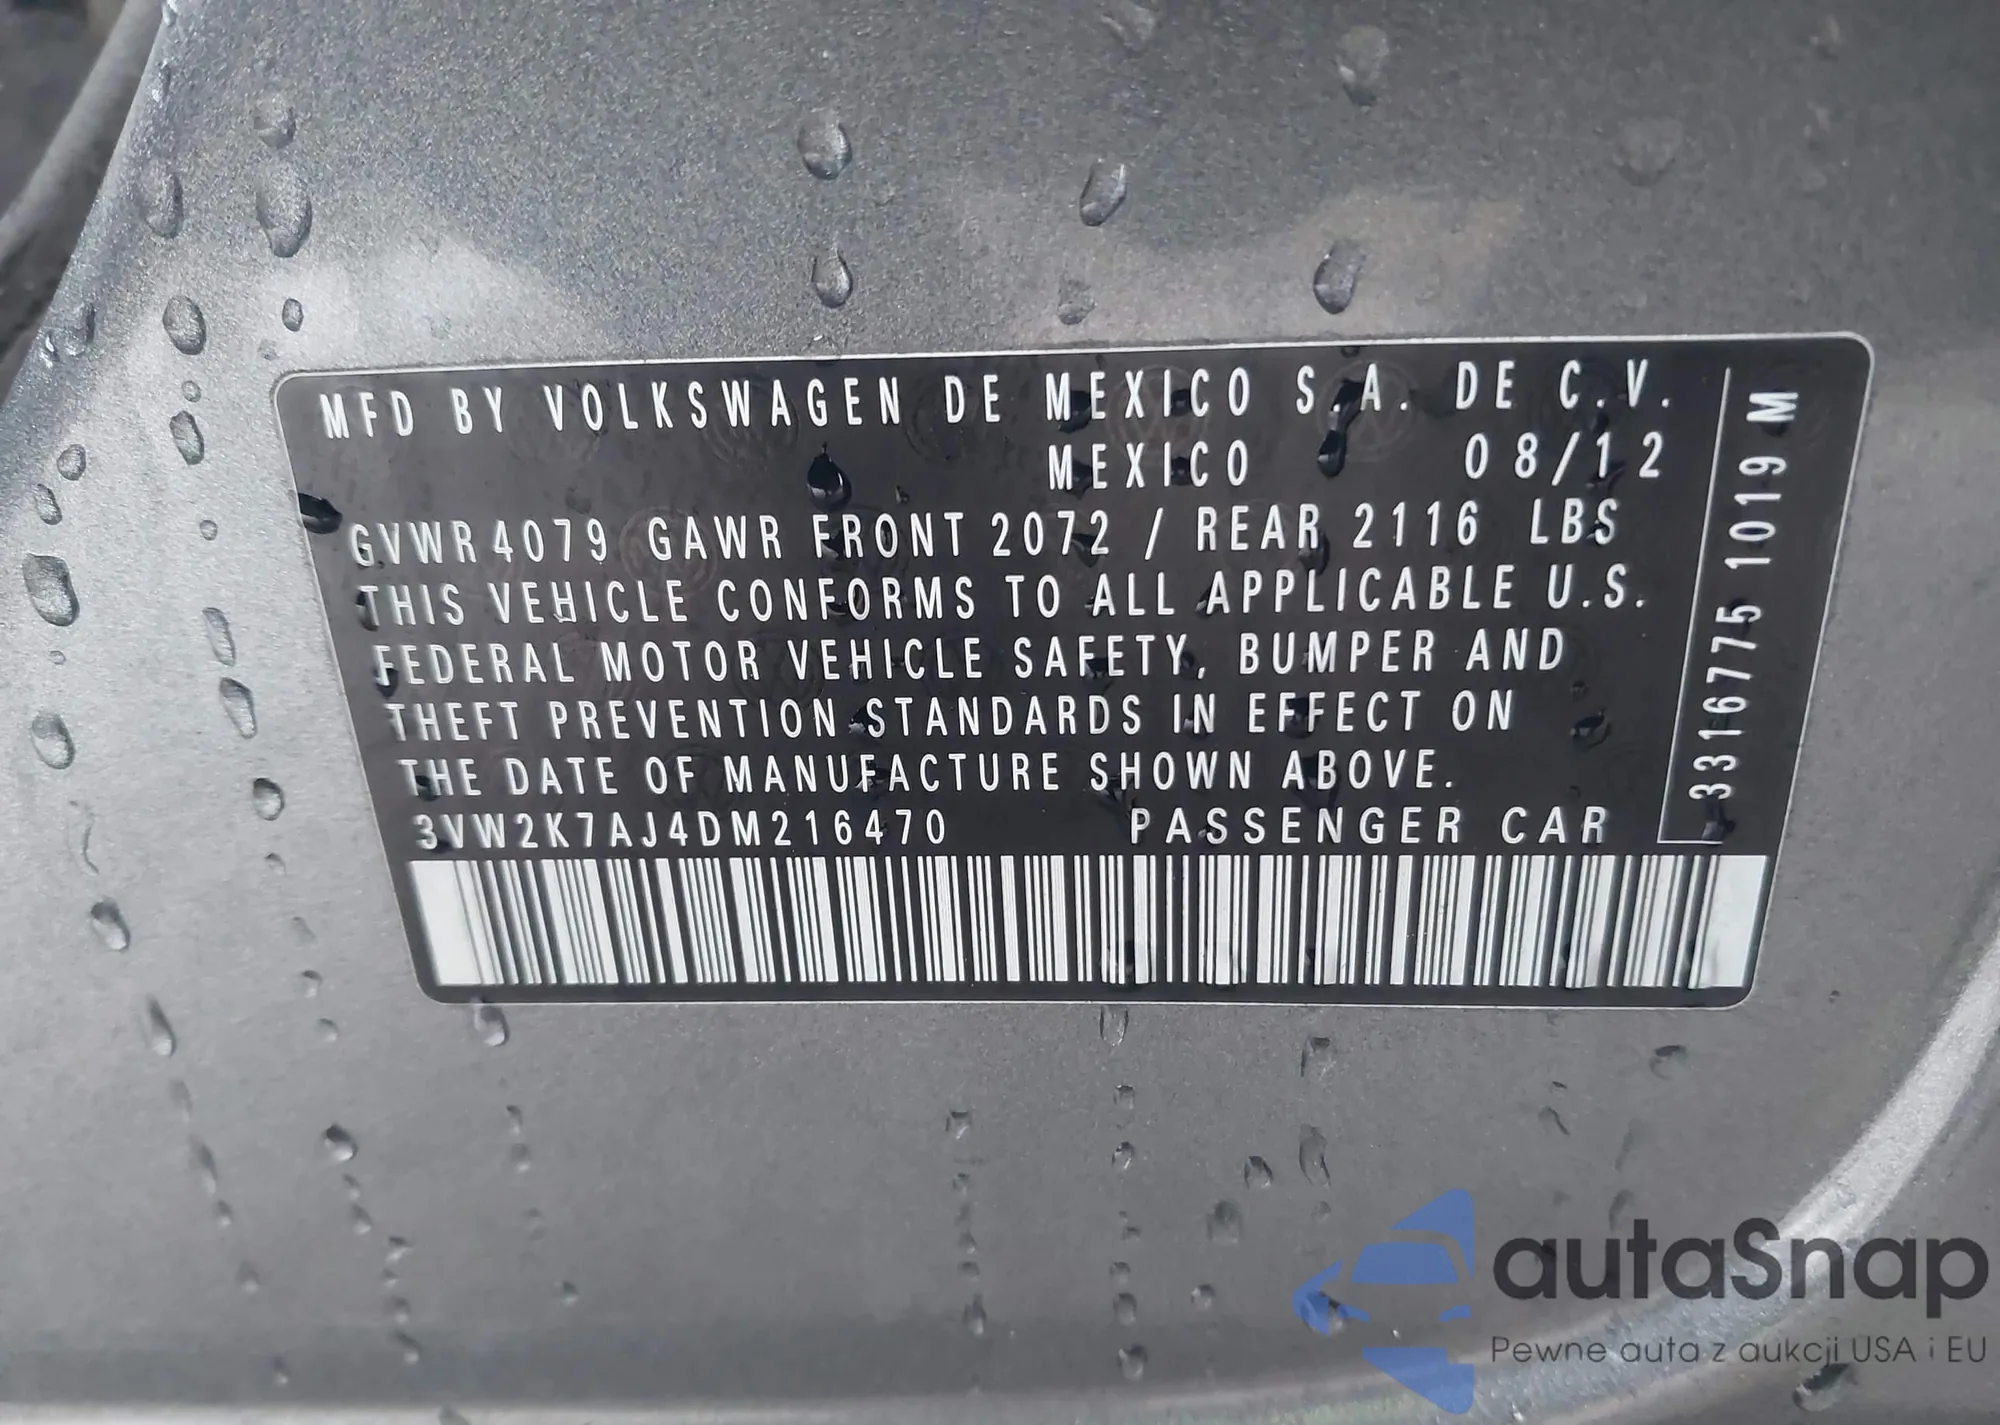 MFD BY VOLKSWAGEN DE MEXICO S.A. DE C.V.
MEXICO 08/12
GVWR 4079 GAWR FRONT 2072 / REAR 2116 LBS
THIS VEHICLE CONFORMS TO ALL APPLICABLE U.S.
FEDERAL MOTOR VEHICLE SAFETY, BUMPER AND
THEFT PREVENTION STANDARDS IN EFFECT ON
THE DATE OF MANUFACTURE SHOWN ABOVE.
3VW2K7AJ4DM216470 PASSENGER CAR
3316775 1019 M
autaSnap
Pewne auta z aukcji USA i EU